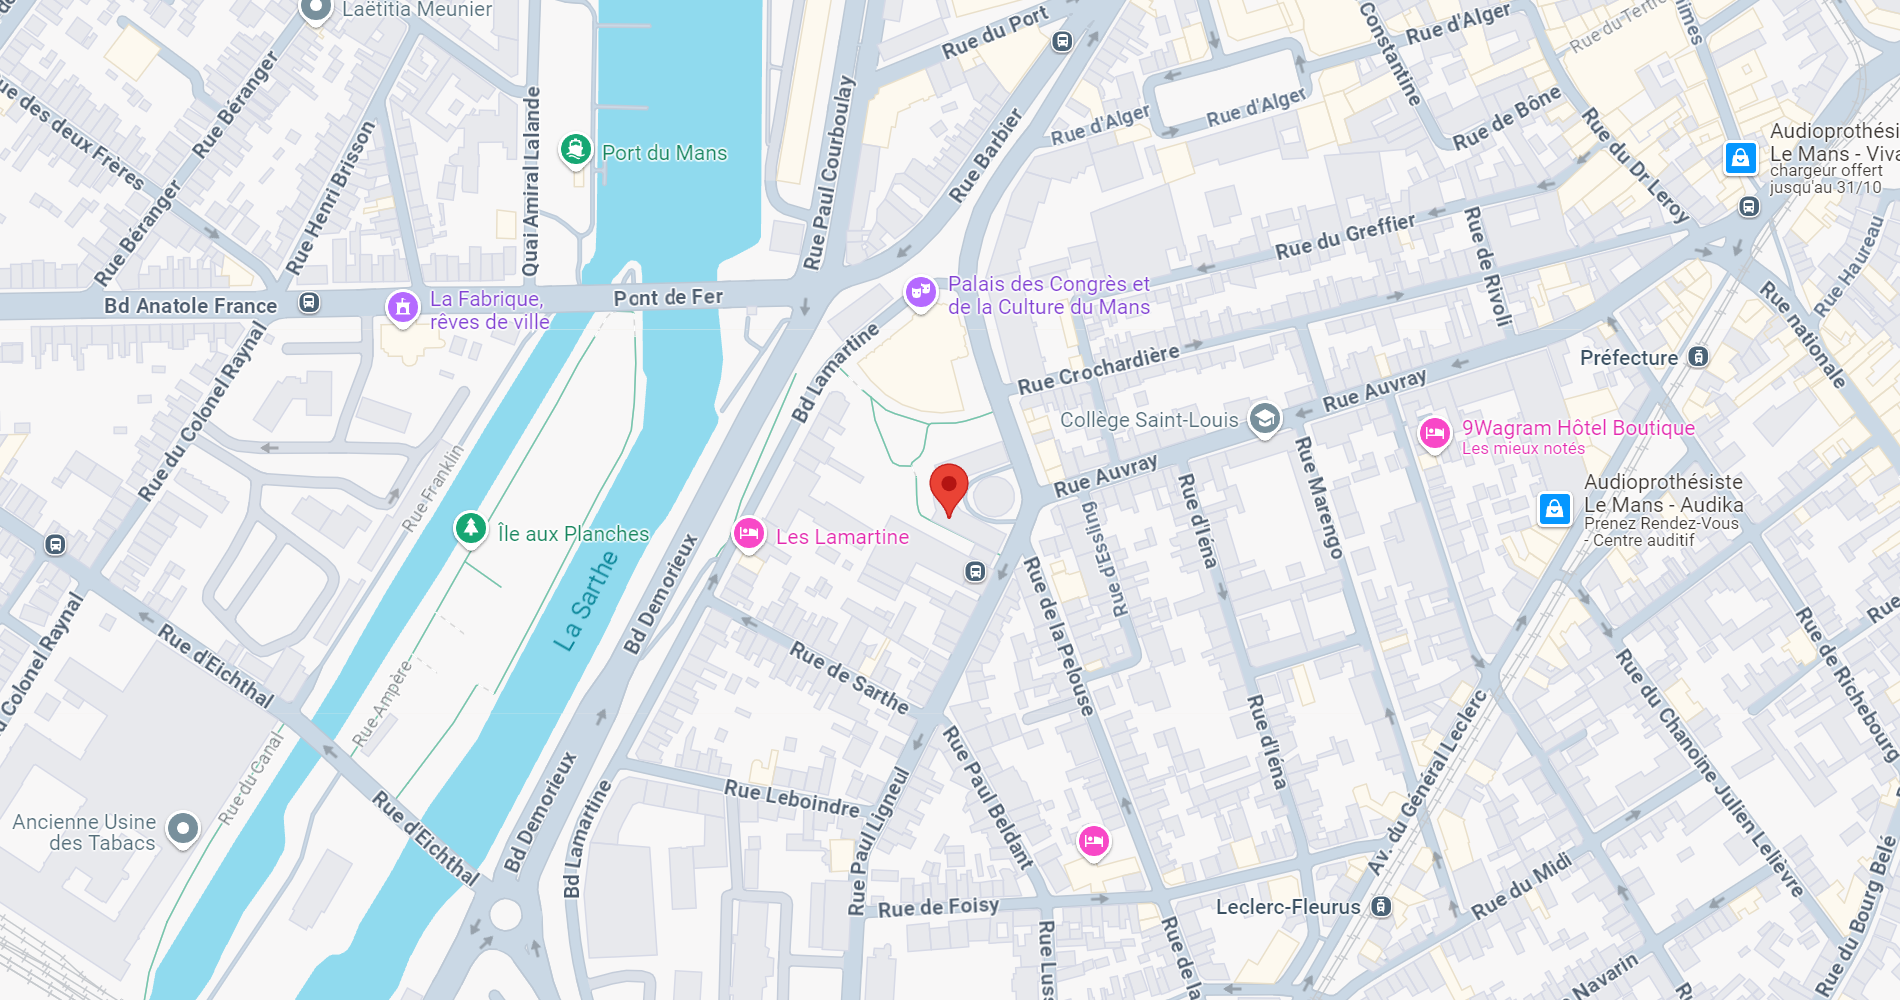 Laëtitia Meunier
Rue du Port
Rue d'Alger
Rue du Tertre
Constantine
Rue des deux Frères
Rue Béranger
Rue Henri Brisson
Quai Amiral Lalande
Port du Mans
Rue Paul Courboulay
Rue Barbier
Rue d'Alger
Rue d'Alger
Rue de Bône
Rue du Dr Leroy
Audioprothési
Le Mans - Viva
chargeur offert
jusqu'au 31/10
Rue Béranger
Rue du Greffier
Rue de Rivoli
Rue Haureau
Rue nationale
Bd Anatole France
La Fabrique,
rêves de ville
Pont de Fer
Palais des Congrès et
de la Culture du Mans
Bd Lamartine
Rue Crochardière
Préfecture
Rue Auvray
Rue du Colonel Raynal
Collège Saint-Louis
9Wagram Hôtel Boutique
Les mieux notés
Rue Franklin
Rue Auvray
Rue Marengo
Audioprothésiste
Le Mans - Audika
Prenez Rendez-Vous
- Centre auditif
Île aux Planches
Les Lamartine
Rue d'Essling
Rue d'Iéna
La Sarthe
Bd Demorieux
Rue de la Pelouse
Rue d'Eichthal
Rue de Sarthe
Rue Ampère
Rue du Canal
Rue Paul Beldant
Rue d'Iéna
Rue du Chanoine Julien Lelièvre
Rue de Richebourg
Rue
Colonel Raynal
Ancienne Usine
des Tabacs
Rue d'Eichthal
Bd Demorieux
Bd Lamartine
Rue Leboindre
Rue Paul Ligneul
Av. du Général Leclerc
Rue du Midi
Rue de Foisy
Leclerc-Fleurus
Rue Luss
Rue de la
Navarin
Rue du Bourg Belé